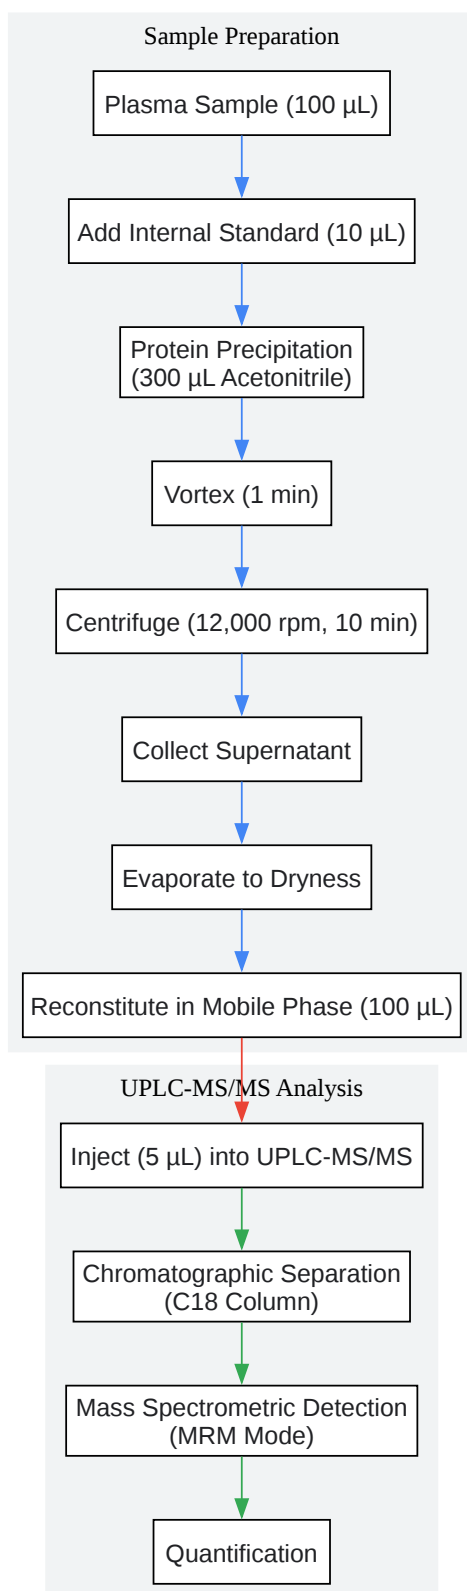 Sample Preparation
Plasma Sample (100 µL)
Add Internal Standard (10 µL)
Protein Precipitation
(300 µL Acetonitrile)
Vortex (1 min)
Centrifuge (12,000 rpm, 10 min)
Collect Supernatant
Evaporate to Dryness
Reconstitute in Mobile Phase (100 µL)
UPLC-MS/MS Analysis
Inject (5 µL) into UPLC-MS/MS
Chromatographic Separation
(C18 Column)
Mass Spectrometric Detection
(MRM Mode)
Quantification